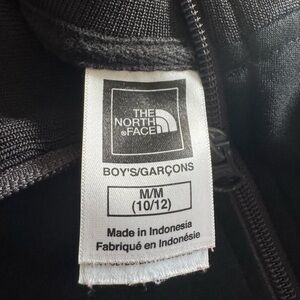 THE
NORTH
®FACE
BOY'S/GARÇONS
M/M
(10/12)
Made in Indonesia
Fabriqué en Indonésie